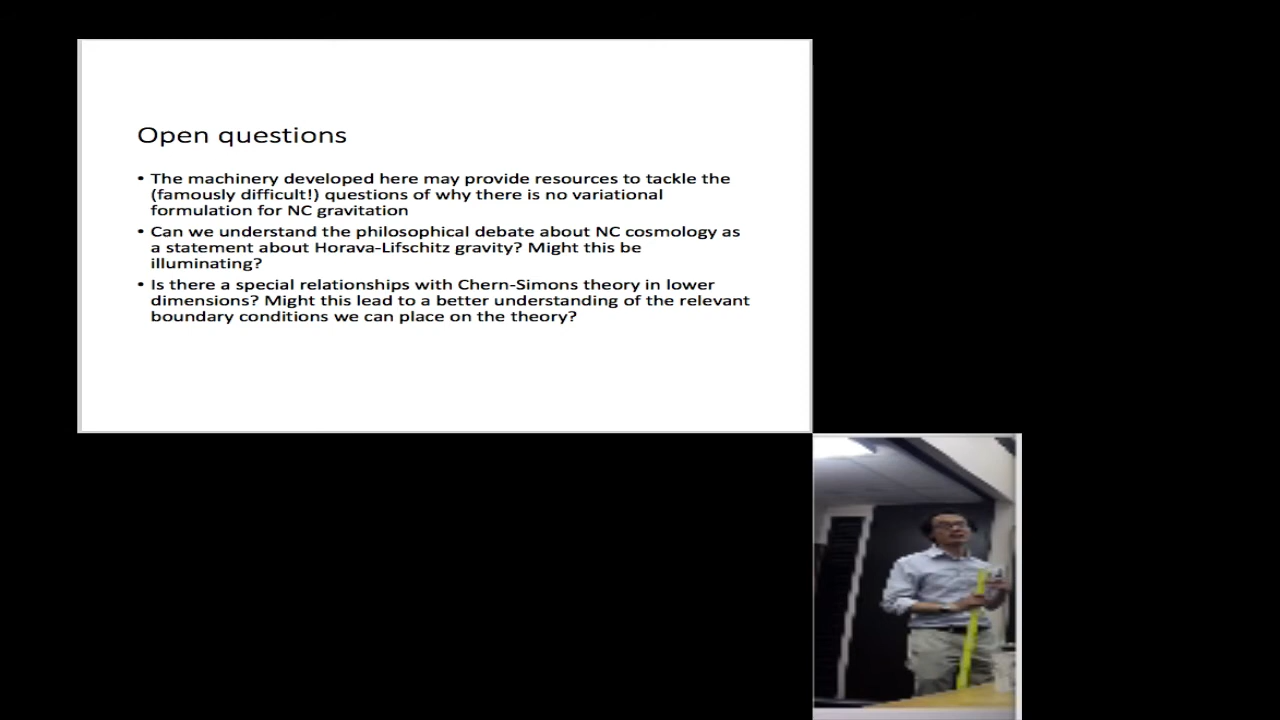 Open questions
• The machinery developed here may provide resources to tackle the
(famously difficult!) questions of why there is no variational
formulation for NC gravitation
• Can we understand the philosophical debate about NC cosmology as
a statement about Horava-Lifschitz gravity? Might this be
illuminating?
• Is there a special relationships with Chern-Simons theory in lower
dimensions? Might this lead to a better understanding of the relevant
boundary conditions we can place on the theory?